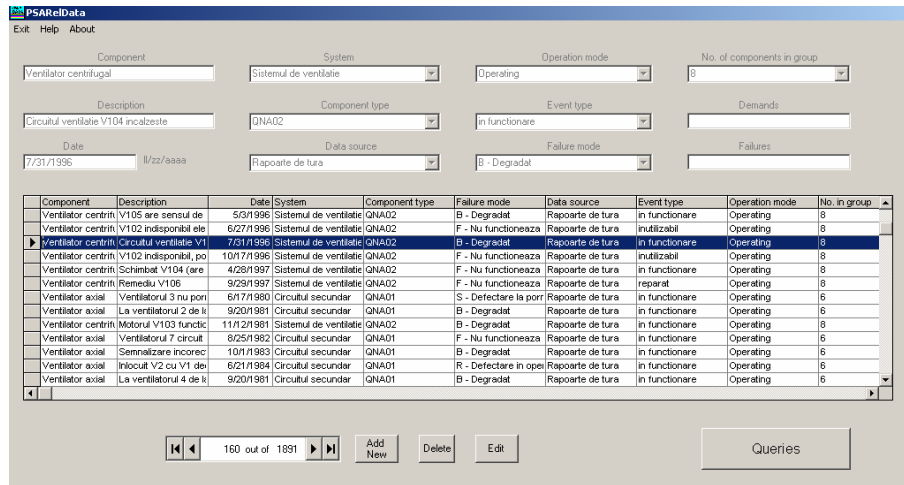 PSARelData
Exit Help About
Component System Operation mode No. of components in group
Ventilator centrifugal Sistemul de ventilatie Operating 8
Description Component type Event type Demands
Circuitul ventilatie V104 incalzeste QNA02 in functionare
Date Data source Failure mode Failures
7/31/1996 ll/zz/aaaa Rapoarte de tura B - Degradat
Component Description Date System Component type Failure mode Data source Event type Operation mode No. in group
Ventilator centrifu V105 are sensul de 5/3/1996 Sistemul de ventilatie QNA02 B - Degradat Rapoarte de tura in functionare Operating 8
Ventilator centrifu V102 indisponibil ele 6/27/1996 Sistemul de ventilatie QNA02 F - Nu functioneaza Rapoarte de tura inutilizabil Operating 8
Ventilator centrifu Circuitul ventilatie V1 7/31/1996 Sistemul de ventilatie QNA02 B - Degradat Rapoarte de tura in functionare Operating 8
Ventilator centrifu V102 indisponibil, po 10/17/1996 Sistemul de ventilatie QNA02 F - Nu functioneaza Rapoarte de tura inutilizabil Operating 8
Ventilator centrifu Schimbat V104 (are 4/28/1997 Sistemul de ventilatie QNA02 F - Nu functioneaza Rapoarte de tura in functionare Operating 8
Ventilator centrifu Remediu V106 9/29/1997 Sistemul de ventilatie QNA02 F - Nu functioneaza Rapoarte de tura reparat Operating 8
Ventilator axial Ventilatorul 3 nu porn 6/17/1980 Circuitul secundar QNA01 S - Defectare la porr Rapoarte de tura in functionare Operating 6
Ventilator axial La ventilatorul 2 de la 9/20/1981 Circuitul secundar QNA01 B - Degradat Rapoarte de tura in functionare Operating 6
Ventilator centrifu Motorul V103 functio 11/12/1981 Sistemul de ventilatie QNA02 B - Degradat Rapoarte de tura in functionare Operating 8
Ventilator axial Ventilatorul 7 circuit 8/25/1982 Circuitul secundar QNA01 F - Nu functioneaza Rapoarte de tura in functionare Operating 6
Ventilator axial Semnalizare incorec 10/1/1983 Circuitul secundar QNA01 B - Degradat Rapoarte de tura in functionare Operating 6
Ventilator axial Inlocuit V2 cu V1 de 6/21/1984 Circuitul secundar QNA01 R - Defectare in oper Rapoarte de tura in functionare Operating 6
Ventilator axial La ventilatorul 4 de la 9/20/1981 Circuitul secundar QNA01 B - Degradat Rapoarte de tura in functionare Operating 6
160 out of 1891 Add New Delete Edit Queries